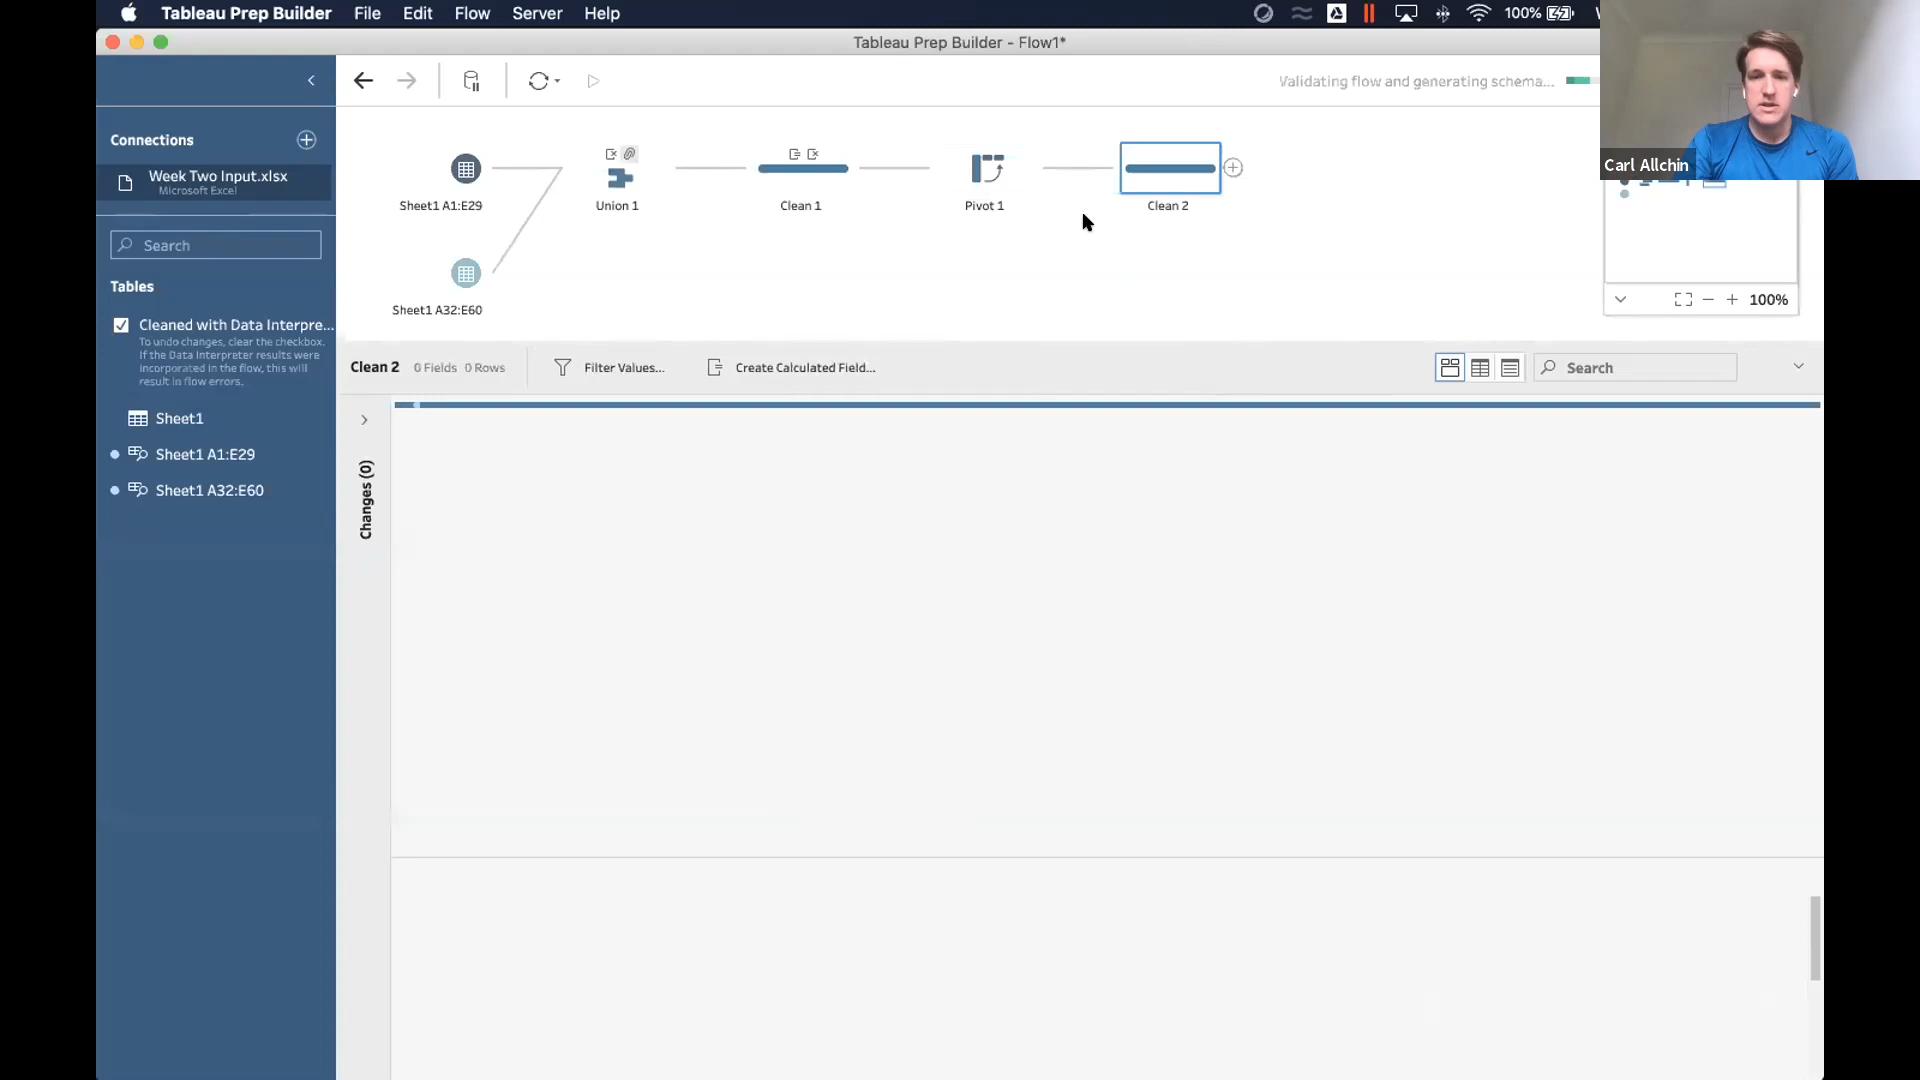 Tableau Prep Builder File Edit Flow Server Help 100%
Tableau Prep Builder - Flow1*
Validating flow and generating schema...
Carl Allchin
Connections
Week Two Input.xlsx
Microsoft Excel
Search
Tables
Cleaned with Data Interpre...
To undo changes, clear the checkbox.
If the Data Interpreter results were
incorporated in the flow, this will
result in flow errors.
Sheet1
Sheet1 A1:E29
Sheet1 A32:E60
Sheet1 A1:E29
Union 1
Clean 1
Pivot 1
Clean 2
Sheet1 A32:E60
100%
Clean 2 0 Fields 0 Rows Filter Values... Create Calculated Field... Search
Changes (0)